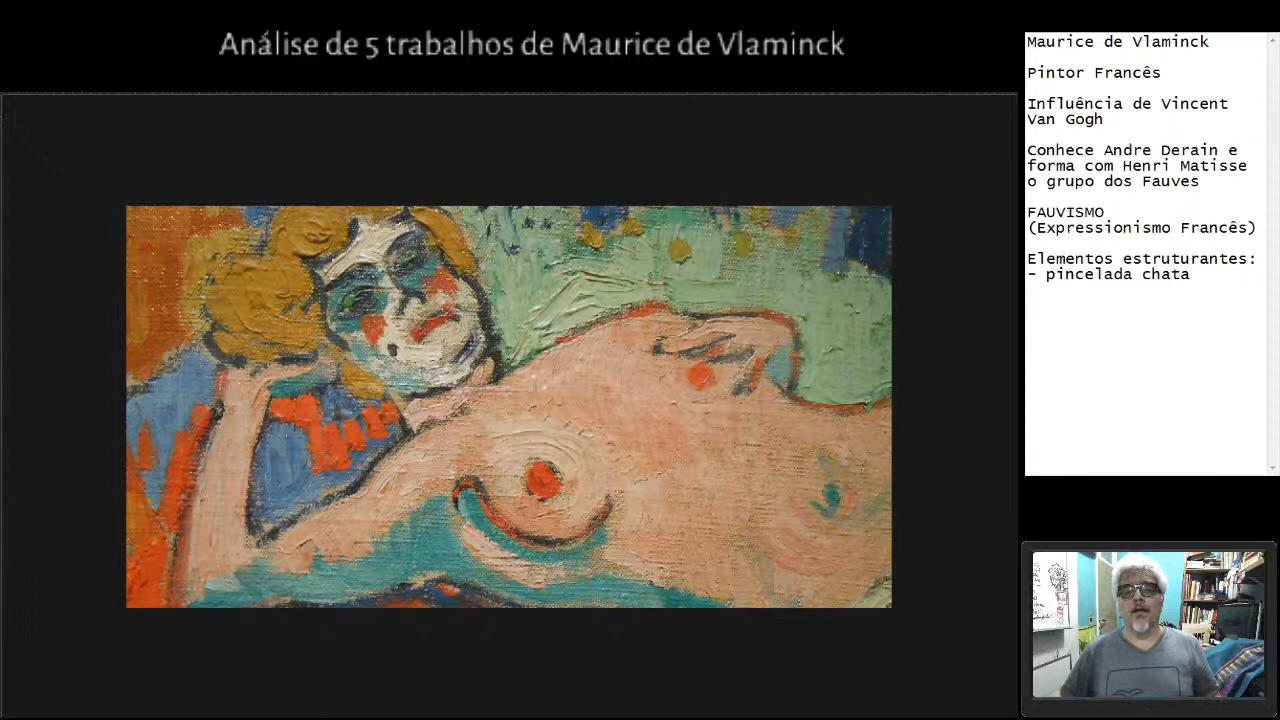 Análise de 5 trabalhos de Maurice de Vlaminck
Maurice de Vlaminck
Pintor Francês
Influência de Vincent
Van Gogh
Conhece Andre Derain e
forma com Henri Matisse
o grupo dos Fauves
FAUVISMO
(Expressionismo Francês)
Elementos estruturantes:
- pincelada chata